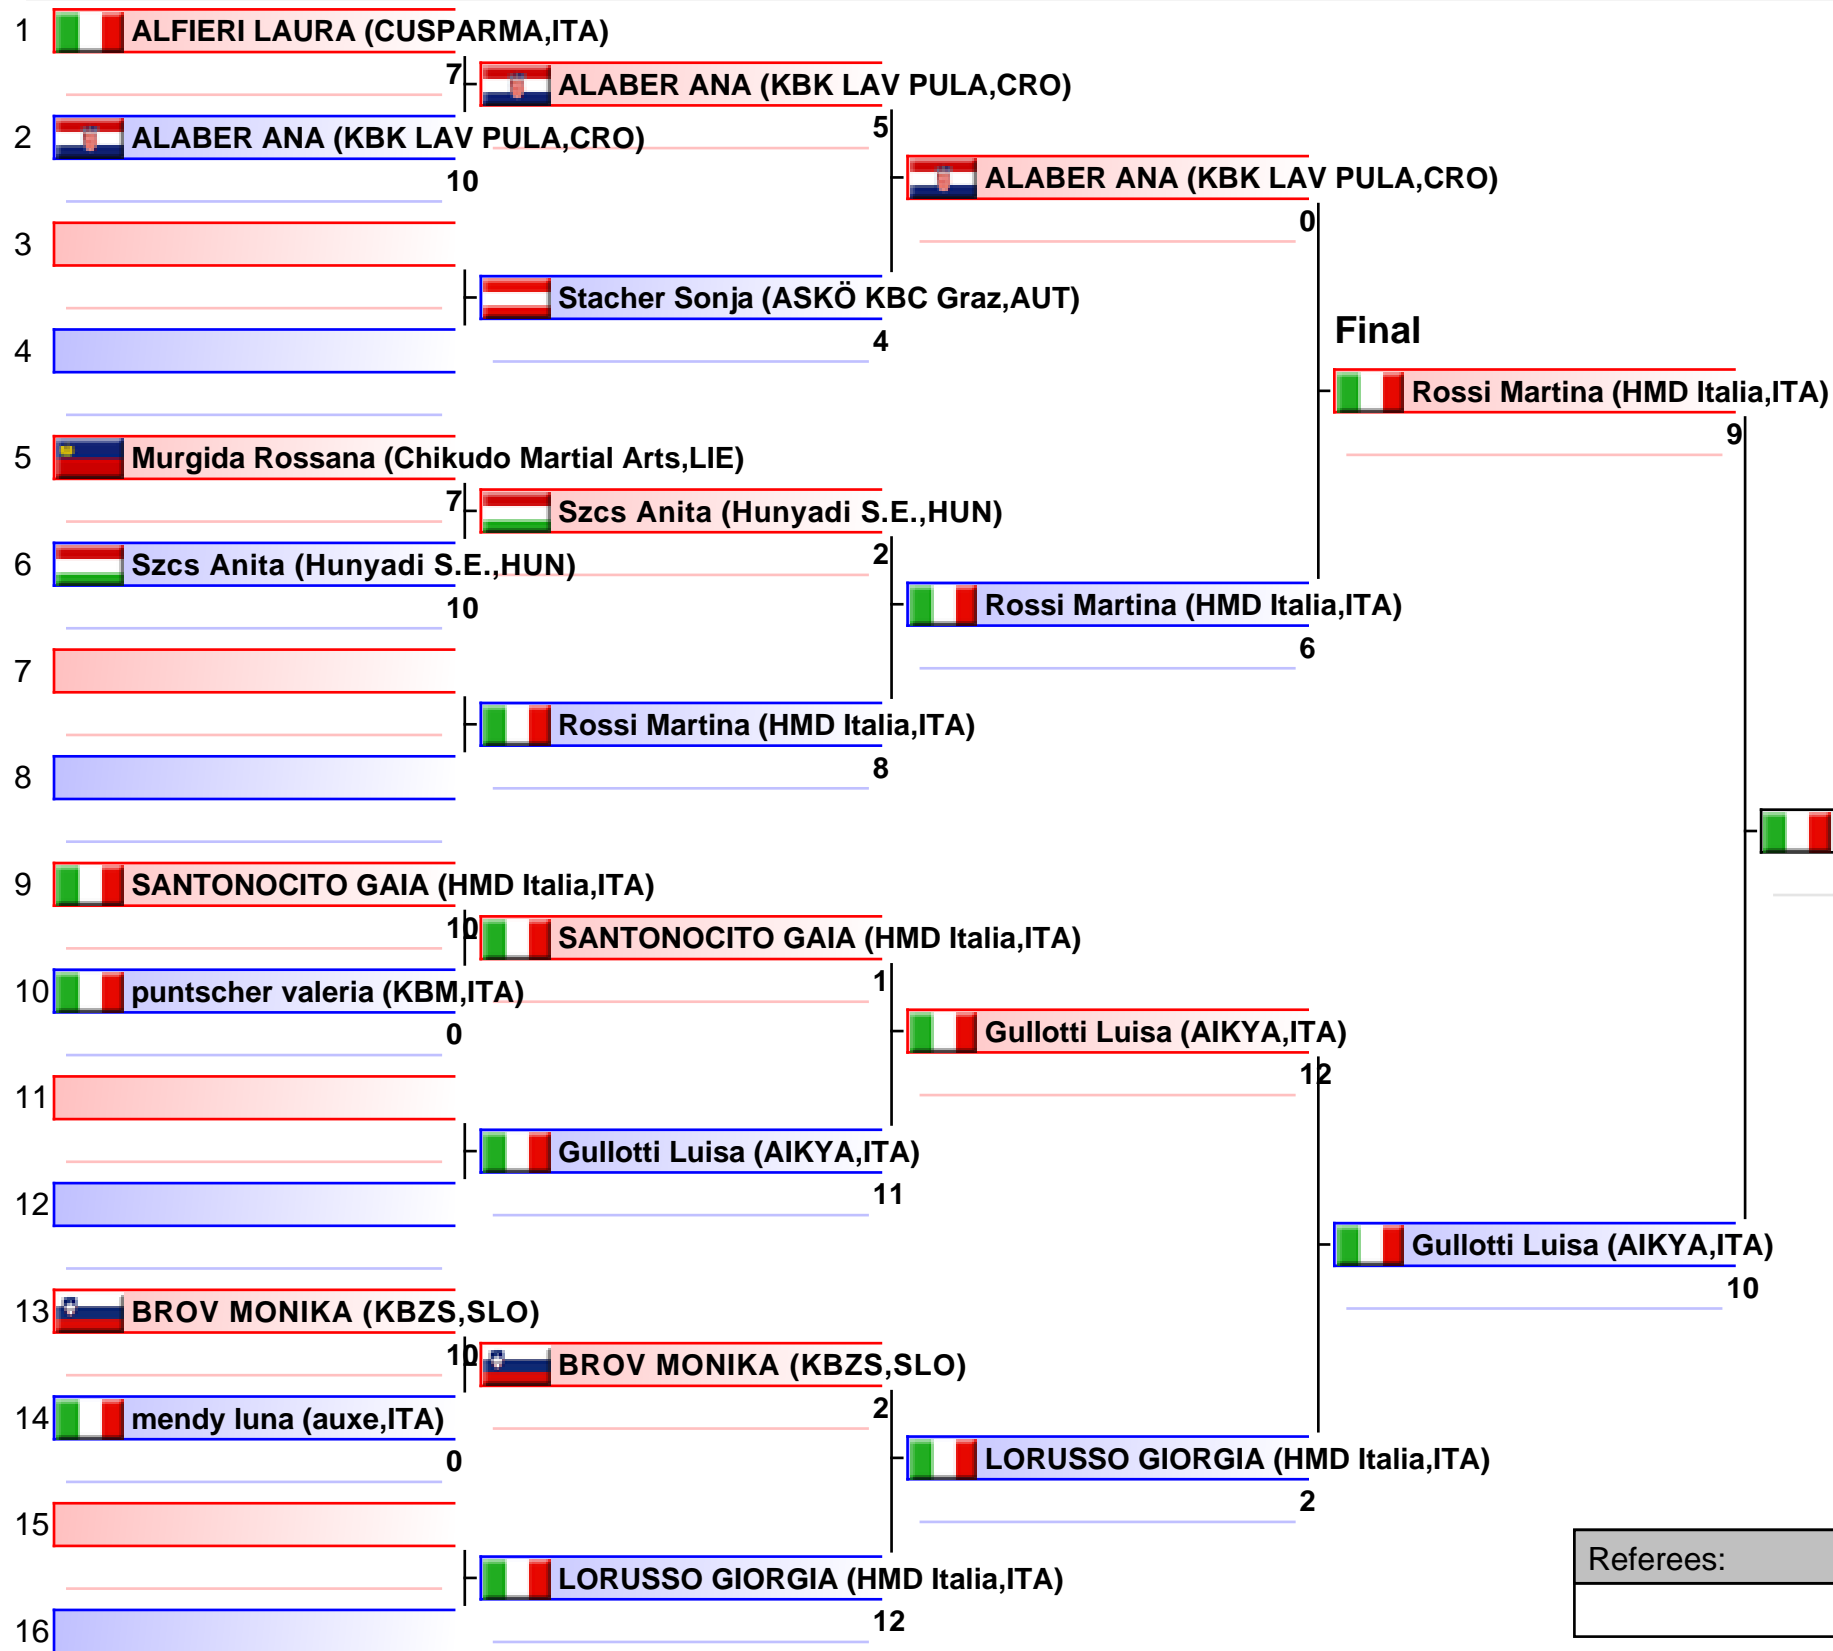 1 ALFIERI LAURA (CUSPARMA,ITA)
7
ALABER ANA (KBK LAV PULA,CRO)
5
2 ALABER ANA (KBK LAV PULA,CRO)
10
ALABER ANA (KBK LAV PULA,CRO)
0
3
Stacher Sonja (ASKÖ KBC Graz,AUT)
4
4
Final
Rossi Martina (HMD Italia,ITA)
9
5 Murgida Rossana (Chikudo Martial Arts,LIE)
7
Szcs Anita (Hunyadi S.E.,HUN)
2
6 Szcs Anita (Hunyadi S.E.,HUN)
10
Rossi Martina (HMD Italia,ITA)
6
7
Rossi Martina (HMD Italia,ITA)
8
8
9 SANTONOCITO GAIA (HMD Italia,ITA)
10
SANTONOCITO GAIA (HMD Italia,ITA)
1
10 puntscher valeria (KBM,ITA)
0
Gullotti Luisa (AIKYA,ITA)
12
11
Gullotti Luisa (AIKYA,ITA)
11
12
Gullotti Luisa (AIKYA,ITA)
10
13 BROV MONIKA (KBZS,SLO)
10
BROV MONIKA (KBZS,SLO)
2
14 mendy luna (auxe,ITA)
0
LORUSSO GIORGIA (HMD Italia,ITA)
2
15
LORUSSO GIORGIA (HMD Italia,ITA)
12
16
Referees: